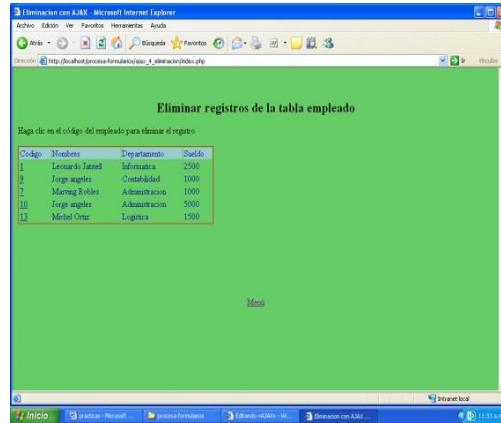 Eliminacion con AJAX - Microsoft Internet Explorer
Archivo Edición Ver Favoritos Herramientas Ayuda
Atrás Búsqueda Favoritos
Dirección http://localhost/procesa-formularios/ajax_4_eliminacion/index.php Ir Vínculos
Eliminar registros de la tabla empleado
Haga clic en el código del empleado para eliminar el registro
Codigo Nombres Departamento Sueldo
1 Leonardo Informatica 2500
9 Jorge angeles Contabilidad 1000
7 Marving Robles Administracion 1000
10 Jorge angeles Administracion 5000
13 Michel Ortiz Logistica 1500
Menú
Intranet local
Inicio practicas - Microsoft ... procesa-formularios Editando «AJAX» - Wi... Eliminacion con AJAX ... 11:33 a.m.